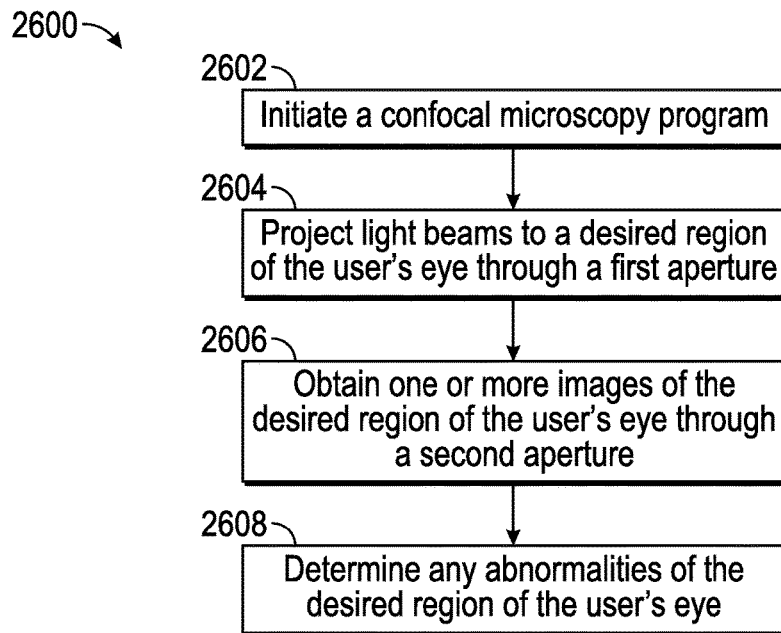 2600
2602
Initiate a confocal microscopy program
2604
Project light beams to a desired region
of the user's eye through a first aperture
2606
Obtain one or more images of the
desired region of the user's eye through
a second aperture
2608
Determine any abnormalities of the
desired region of the user's eye